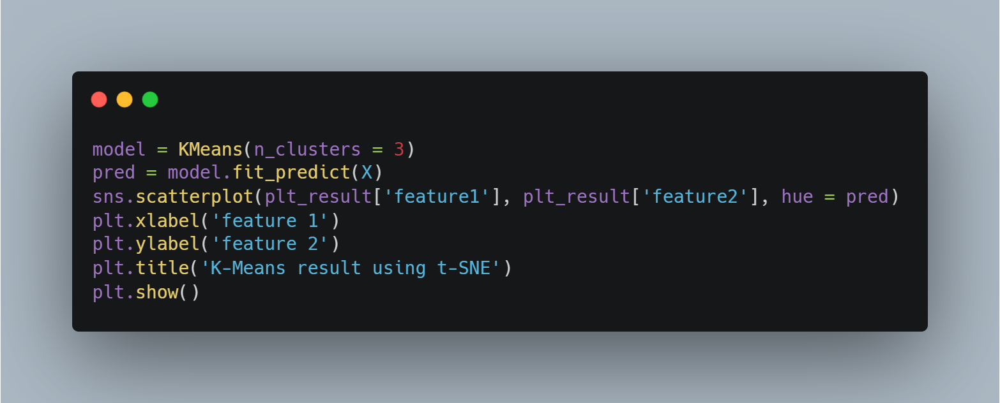 model = KMeans(n_clusters = 3)
pred = model.fit_predict(X)
sns.scatterplot(plt_result['feature1'], plt_result['feature2'], hue = pred)
plt.xlabel('feature 1')
plt.ylabel('feature 2')
plt.title('K-Means result using t-SNE')
plt.show()